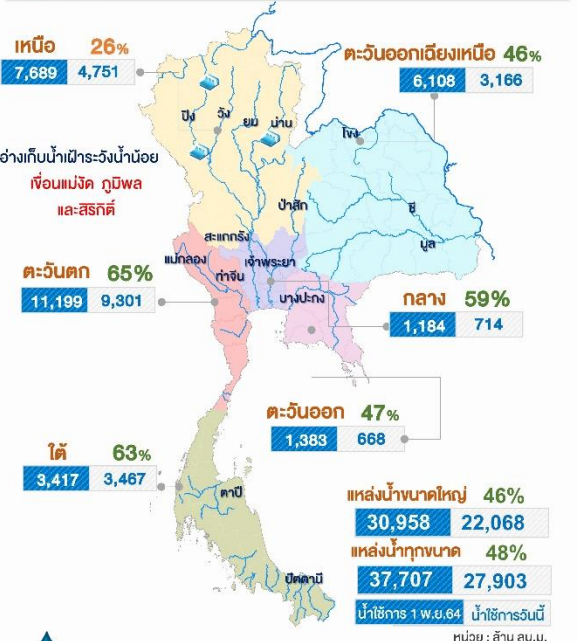 เหนือ 26%
7,689 4,751
ตะวันออกเฉียงเหนือ 46%
6,108 3,166
ปิง
วัง
ยม
น่าน
โขง
อ่างเก็บน้ำเฝ้าระวังน้ำน้อย
เขื่อนแม่งัด ภูมิพล
และสิริกิติ์
ป่าสัก
ชี
มูล
สะแกกรัง
แม่กลอง
ท่าจีน
เจ้าพระยา
บางปะกง
ตะวันตก 65%
11,199 9,301
กลาง 59%
1,184 714
ตะวันออก 47%
1,383 668
ใต้ 63%
3,417 3,467
ตาปี
ปัตตานี
แหล่งน้ำขนาดใหญ่ 46%
30,958 22,068
แหล่งน้ำทุกขนาด 48%
37,707 27,903
น้ำใช้การ 1 พ.ย.64 น้ำใช้การวันนี้
หน่วย : ล้าน ลบ.ม.